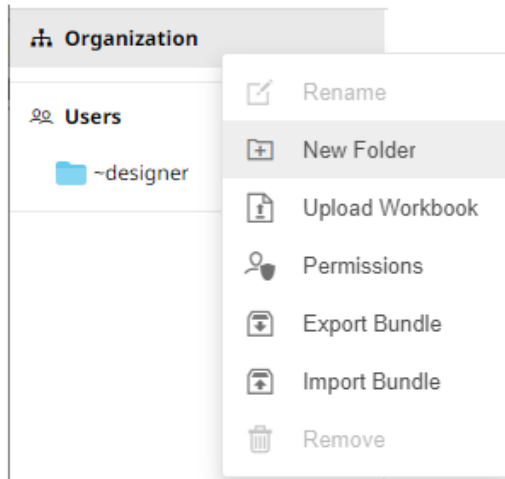 Organization
Users
~designer
Rename
New Folder
Upload Workbook
Permissions
Export Bundle
Import Bundle
Remove